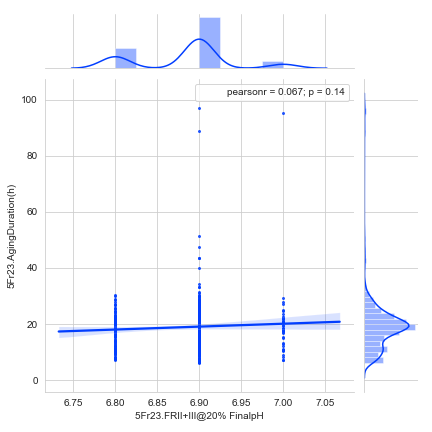 pearsonr = 0.067; p = 0.14
100
80
60
40
20
0
5Fr23.AgingDuration(h)
6.75 6.80 6.85 6.90 6.95 7.00 7.05
5Fr23.FRII+III@20% FinalpH